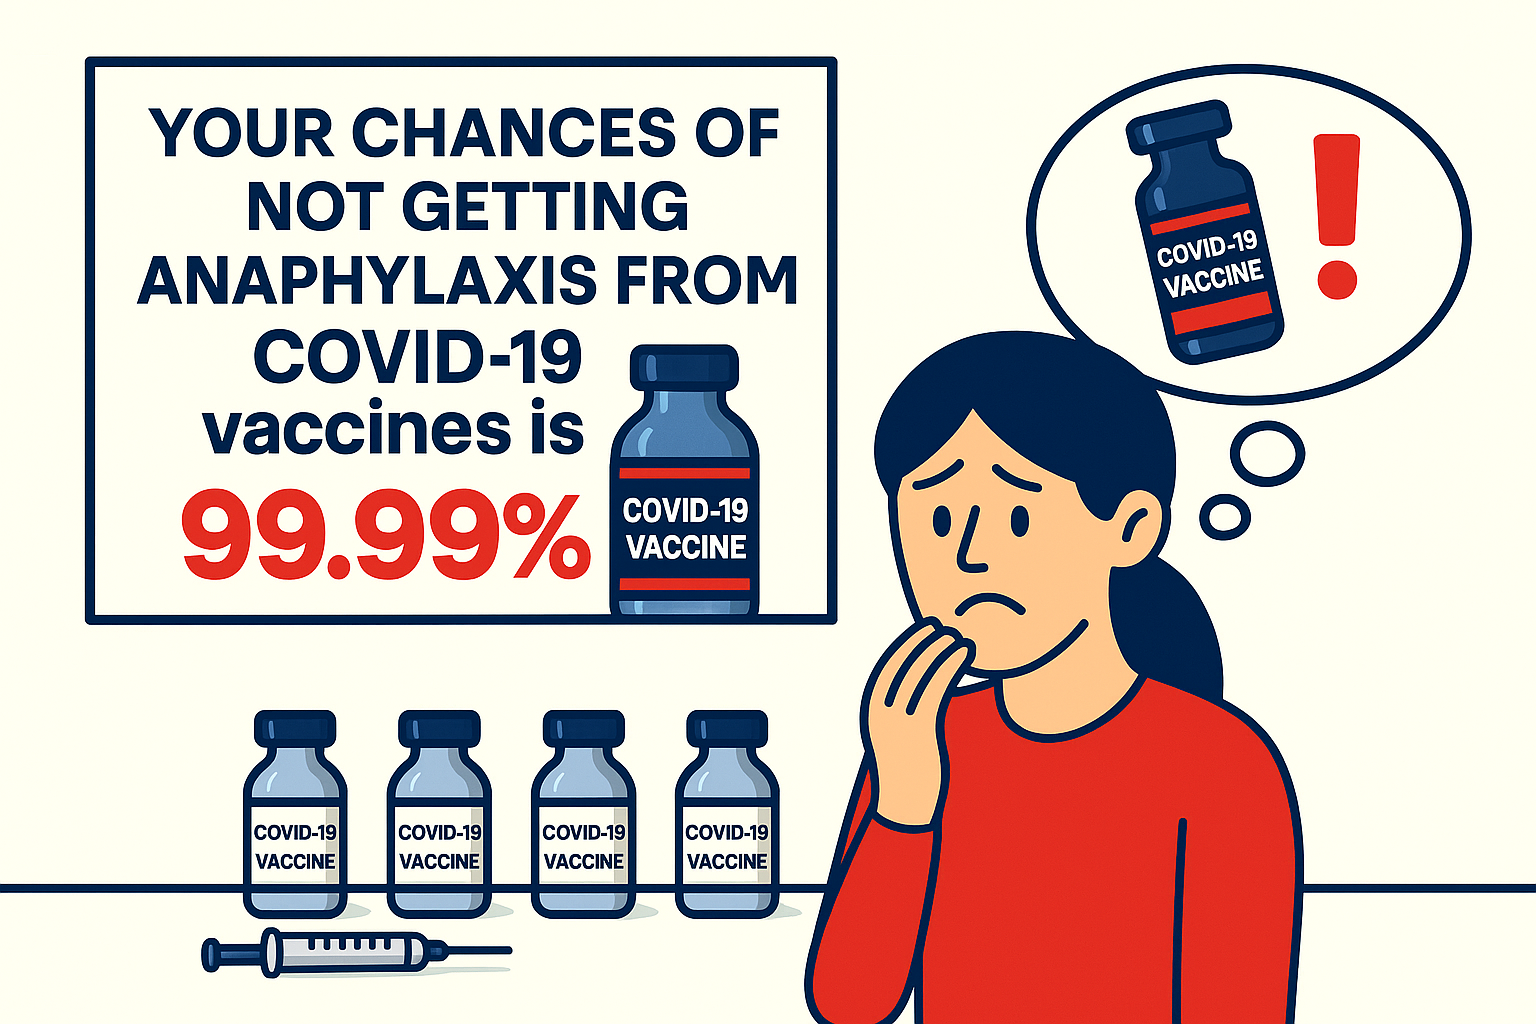 YOUR CHANCES OF
NOT GETTING
ANAPHYLAXIS FROM
COVID-19
vaccines is
99.99%
COVID-19
VACCINE
COVID-19
VACCINE
COVID-19
VACCINE
COVID-19
VACCINE
COVID-19
VACCINE
COVID-19
VACCINE